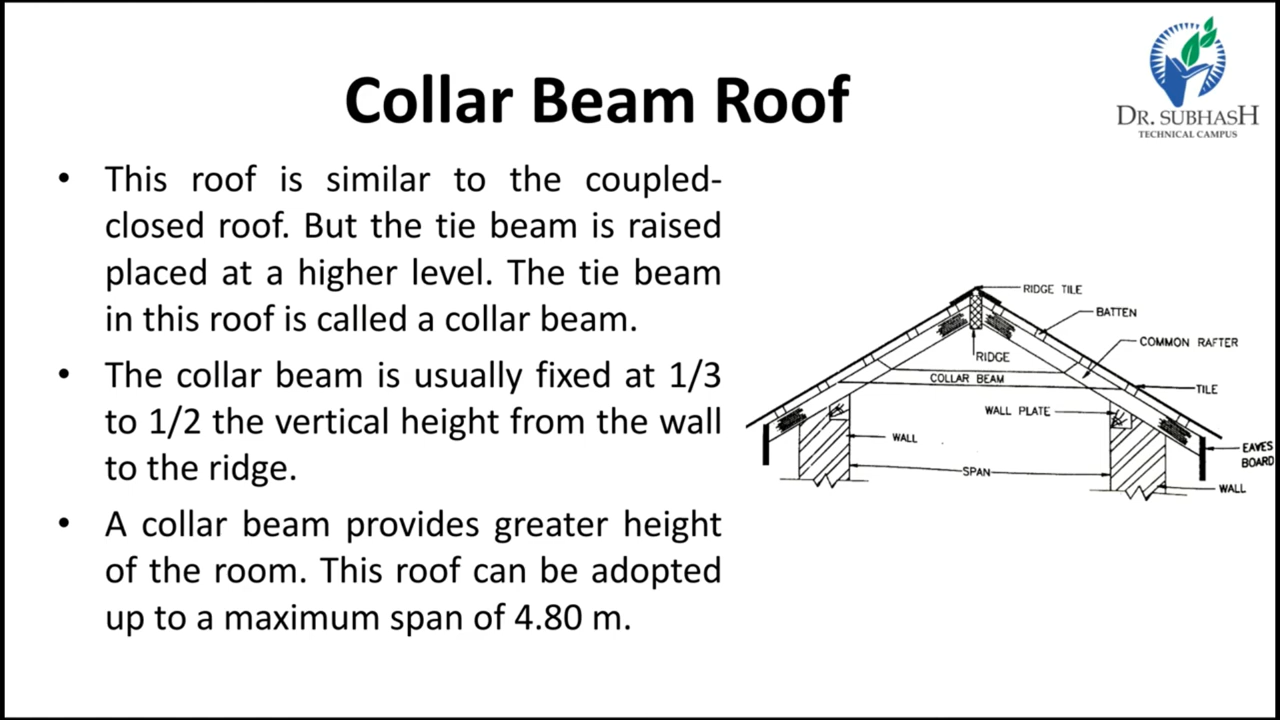 Collar Beam Roof
DR. SUBHASH
TECHNICAL CAMPUS
• This roof is similar to the coupled-
closed roof. But the tie beam is raised
placed at a higher level. The tie beam
in this roof is called a collar beam.
• The collar beam is usually fixed at 1/3
to 1/2 the vertical height from the wall
to the ridge.
• A collar beam provides greater height
of the room. This roof can be adopted
up to a maximum span of 4.80 m.
RIDGE TILE
BATTEN
COMMON RAFTER
RIDGE
COLLAR BEAM
TILE
WALL PLATE
WALL
EAVES
BOARD
SPAN
WALL